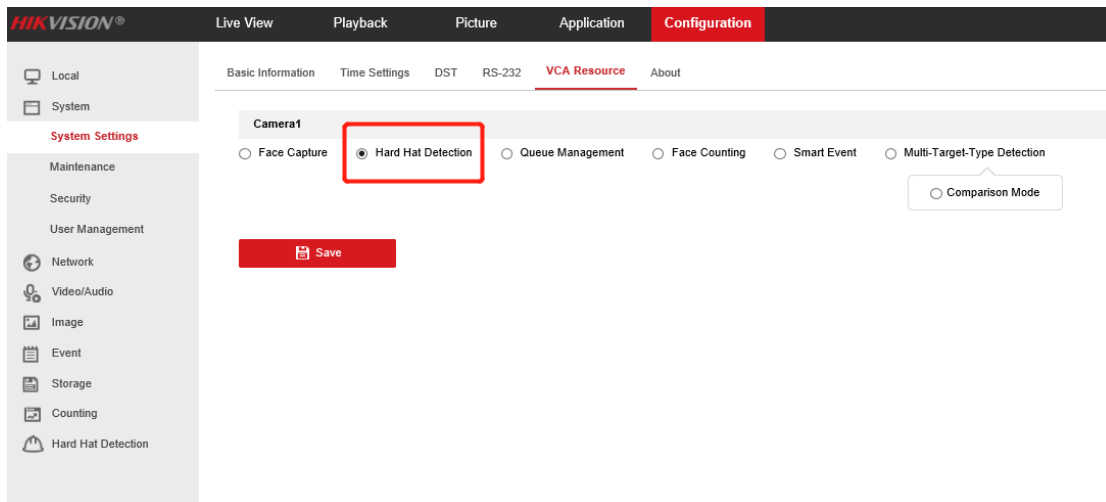 HIKVISION® Live View Playback Picture Application Configuration
Basic Information Time Settings DST RS-232 VCA Resource About
Local
System
System Settings
Maintenance
Security
User Management
Network
Video/Audio
Image
Event
Storage
Counting
Hard Hat Detection
Camera1
Face Capture Hard Hat Detection Queue Management Face Counting Smart Event Multi-Target-Type Detection
Comparison Mode
Save